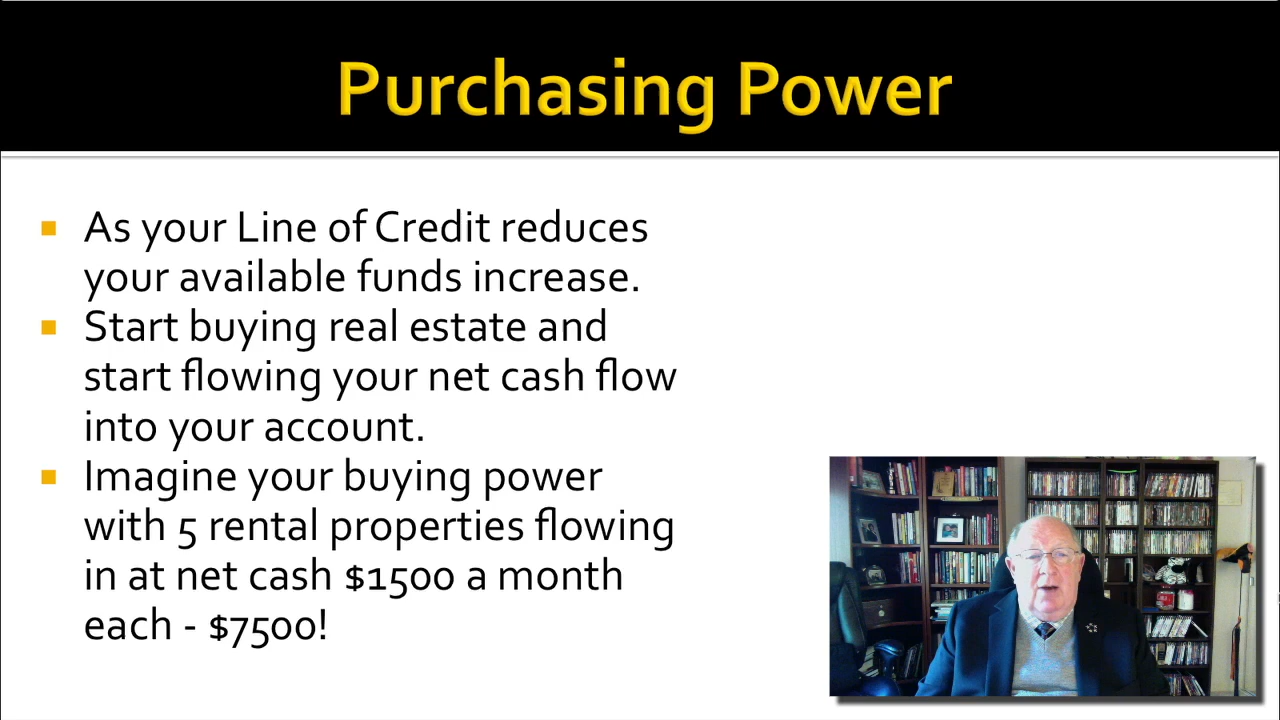 Purchasing Power
As your Line of Credit reduces
your available funds increase.
Start buying real estate and
start flowing your net cash flow
into your account.
Imagine your buying power
with 5 rental properties flowing
in at net cash $1500 a month
each - $7500!